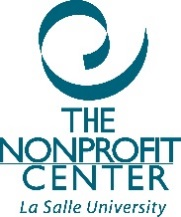 THE
NONPROFIT
CENTER
La Salle University